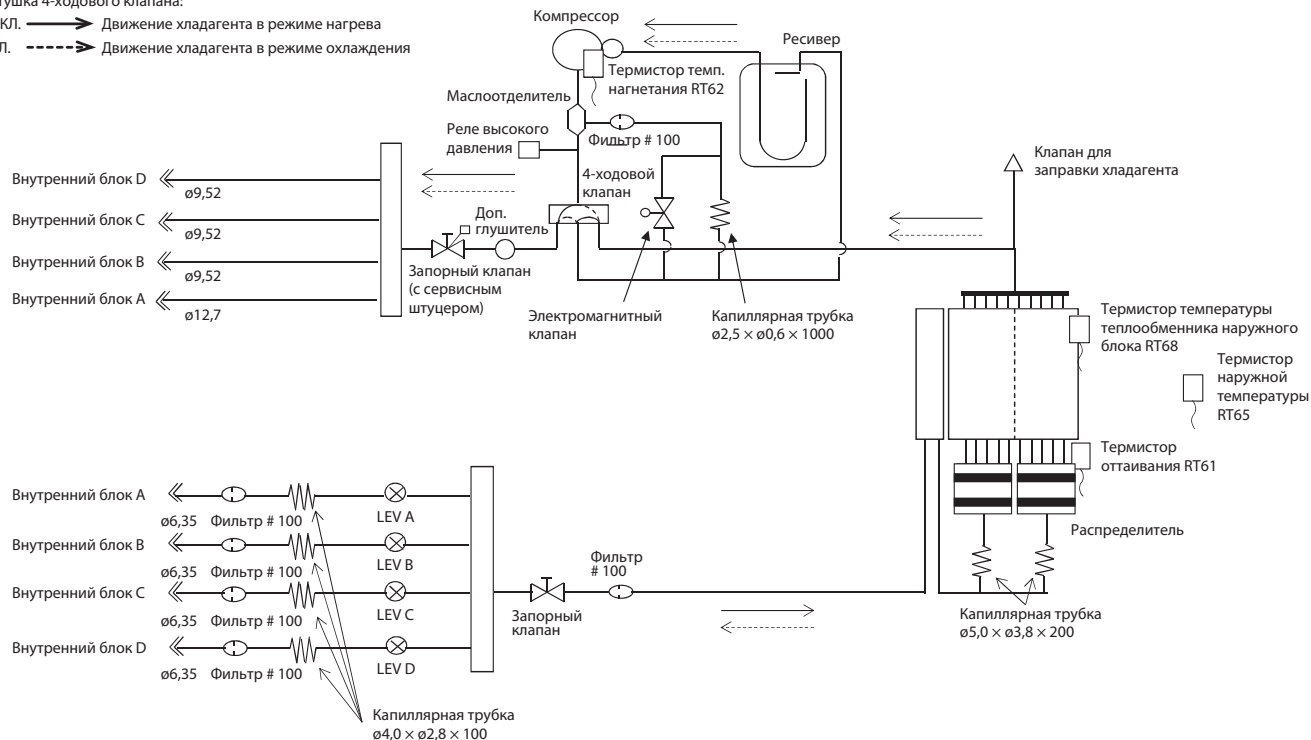 КЛ. Движение хладагента в режиме нагрева
Л. Движение хладагента в режиме охлаждения
Компрессор
Ресивер
Термистор темп.
нагнетания RT62
Маслоотделитель
Реле высокого
давления
Фильтр # 100
4-ходовой
клапан
Клапан для
заправки хладагента
Внутренний блок D
ø9,52
Внутренний блок C
ø9,52
Внутренний блок B
ø9,52
Внутренний блок A
ø12,7
Доп.
глушитель
Запорный клапан
(с сервисным
штуцером)
Электромагнитный
клапан
Капиллярная трубка
ø2,5 × ø0,6 × 1000
Термистор температуры
теплообменника наружного
блока RT68
Термистор
наружной
температуры
RT65
Термистор
оттаивания RT61
Распределитель
Капиллярная трубка
ø5,0 × ø3,8 × 200
Внутренний блок A
ø6,35 Фильтр # 100
LEV A
Внутренний блок B
ø6,35 Фильтр # 100
LEV B
Внутренний блок C
ø6,35 Фильтр # 100
LEV C
Внутренний блок D
ø6,35 Фильтр # 100
LEV D
Запорный
клапан
Фильтр
# 100
Капиллярная трубка
ø4,0 × ø2,8 × 100